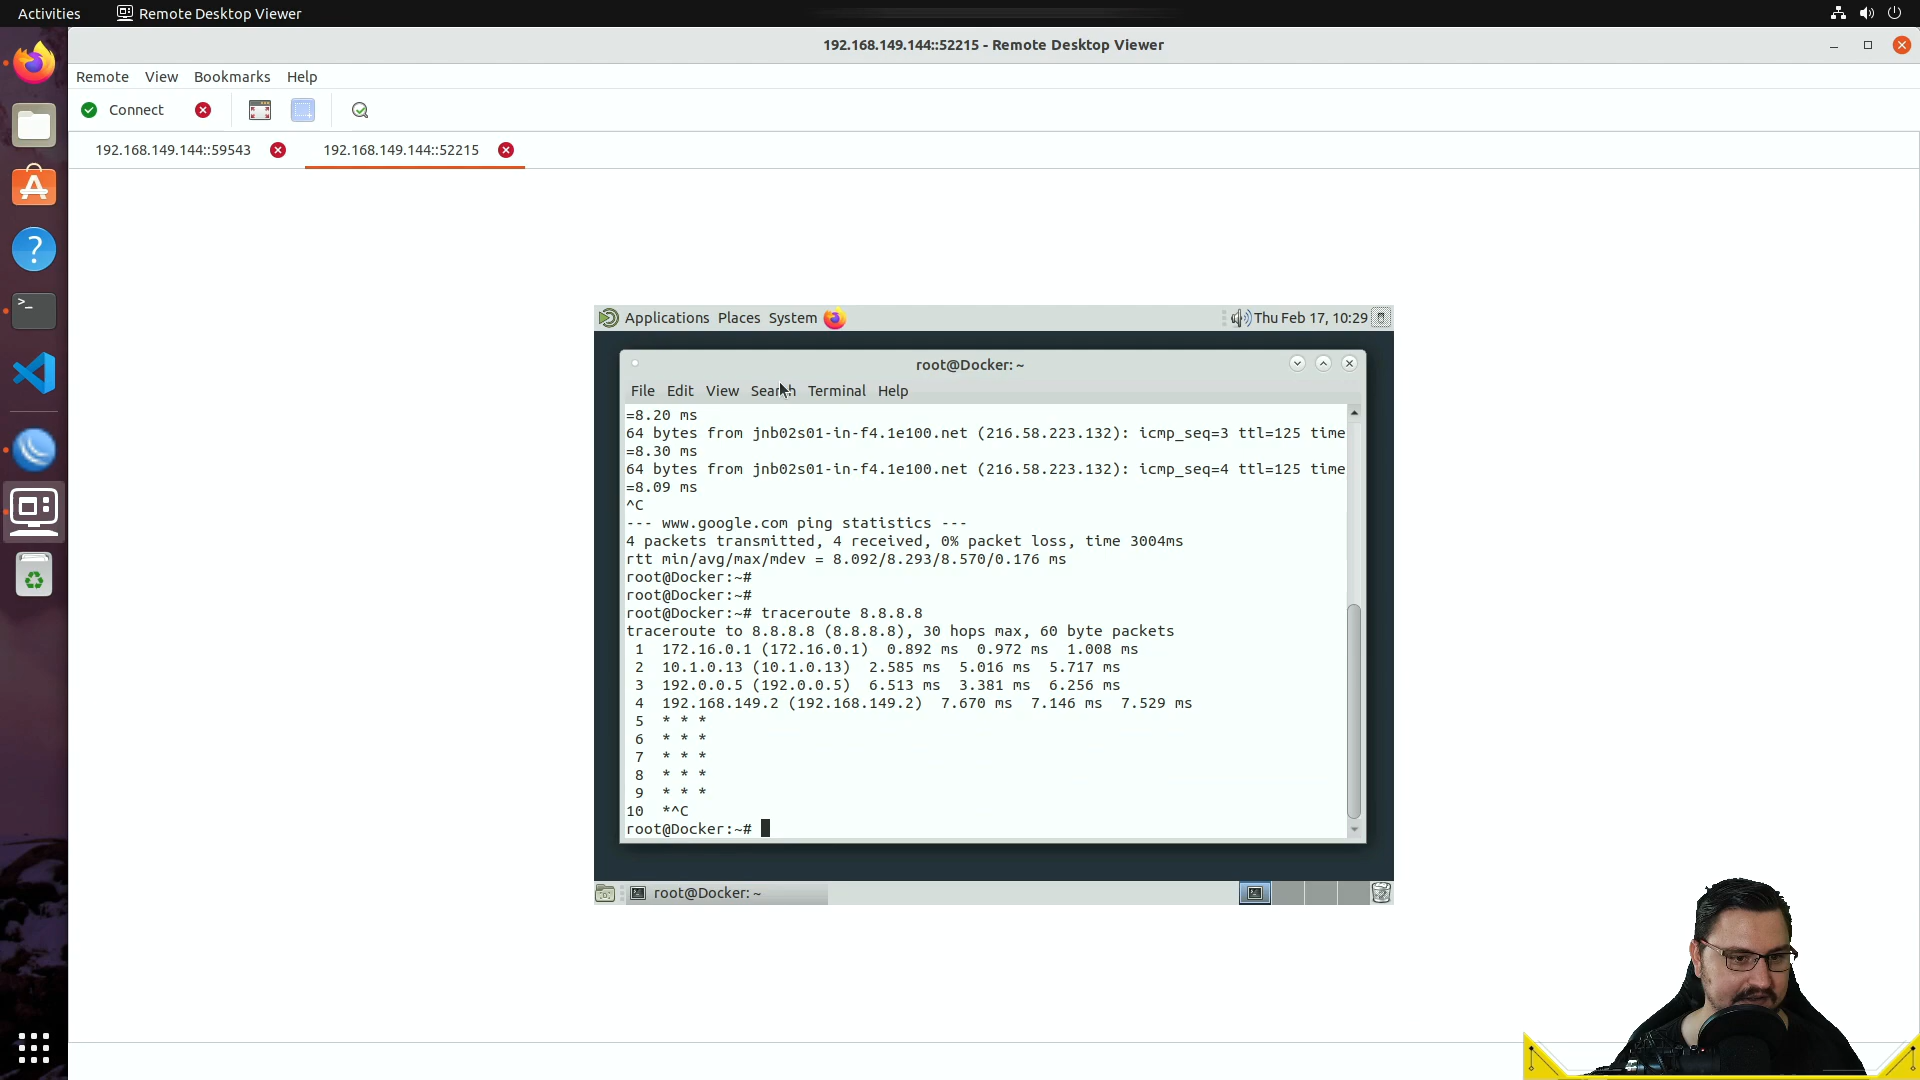 Activities
Remote Desktop Viewer
192.168.149.144::52215 - Remote Desktop Viewer
Remote View Bookmarks Help
Connect
192.168.149.144::59543
192.168.149.144::52215
Applications Places System
Thu Feb 17, 10:29
root@Docker: ~
File Edit View Search Terminal Help
=8.20 ms
64 bytes from jnb02s01-in-f4.1e100.net (216.58.223.132): icmp_seq=3 ttl=125 time
=8.30 ms
64 bytes from jnb02s01-in-f4.1e100.net (216.58.223.132): icmp_seq=4 ttl=125 time
=8.09 ms
^C
--- www.google.com ping statistics ---
4 packets transmitted, 4 received, 0% packet loss, time 3004ms
rtt min/avg/max/mdev = 8.092/8.293/8.570/0.176 ms
root@Docker:~#
root@Docker:~#
root@Docker:~# traceroute 8.8.8.8
traceroute to 8.8.8.8 (8.8.8.8), 30 hops max, 60 byte packets
1 172.16.0.1 (172.16.0.1) 0.892 ms 0.972 ms 1.008 ms
2 10.1.0.13 (10.1.0.13) 2.585 ms 5.016 ms 5.717 ms
3 192.0.0.5 (192.0.0.5) 6.513 ms 3.381 ms 6.256 ms
4 192.168.149.2 (192.168.149.2) 7.670 ms 7.146 ms 7.529 ms
5 * * *
6 * * *
7 * * *
8 * * *
9 * * *
10 *^C
root@Docker:~#
root@Docker: ~